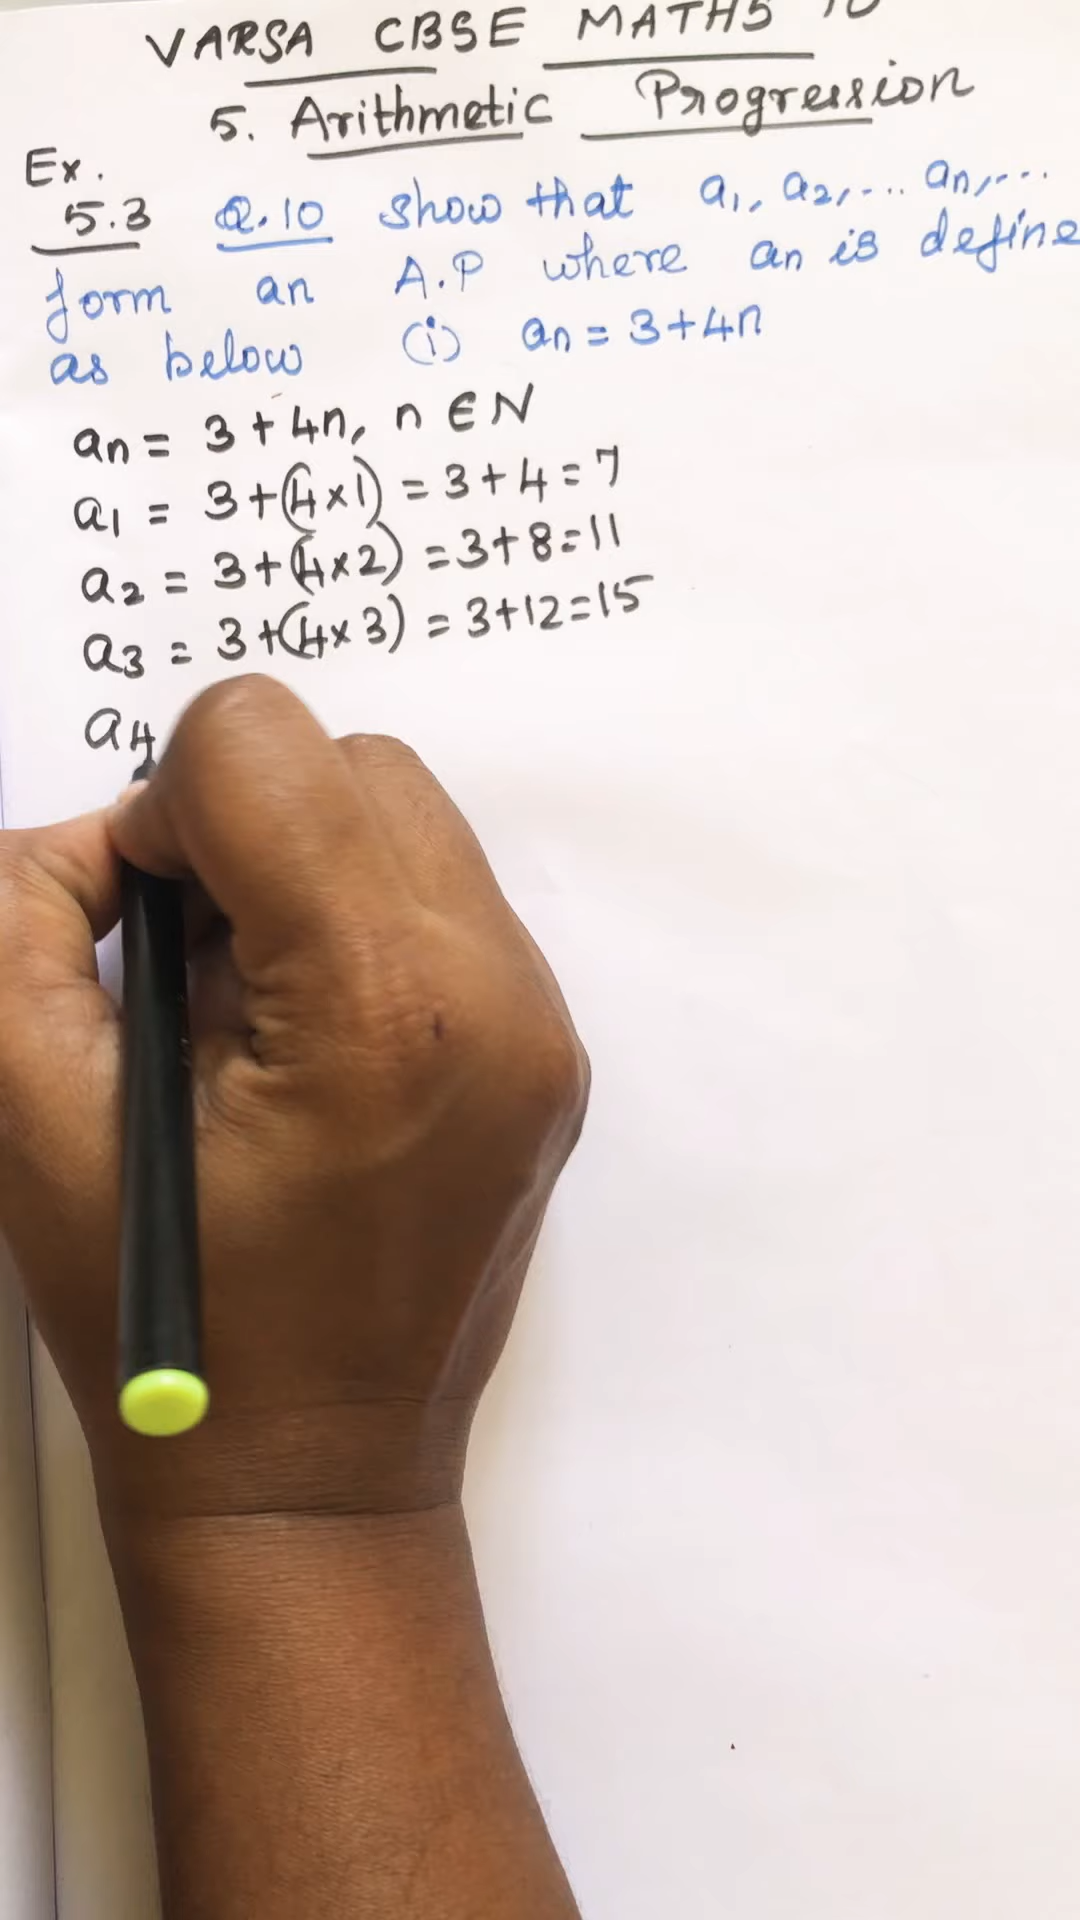 VARSA CBSE MATHS 10
5. Arithmetic Progression
Ex.
5.3 Q.10 show that a1, a2,... an,...
form an A.P where an is define
as below (i) an = 3+4n
an = 3 + 4n, n ∈ N
a1 = 3+(4×1) = 3+4=7
a2 = 3+(4×2) =3+8=11
a3 = 3+(4×3) = 3+12=15
a4